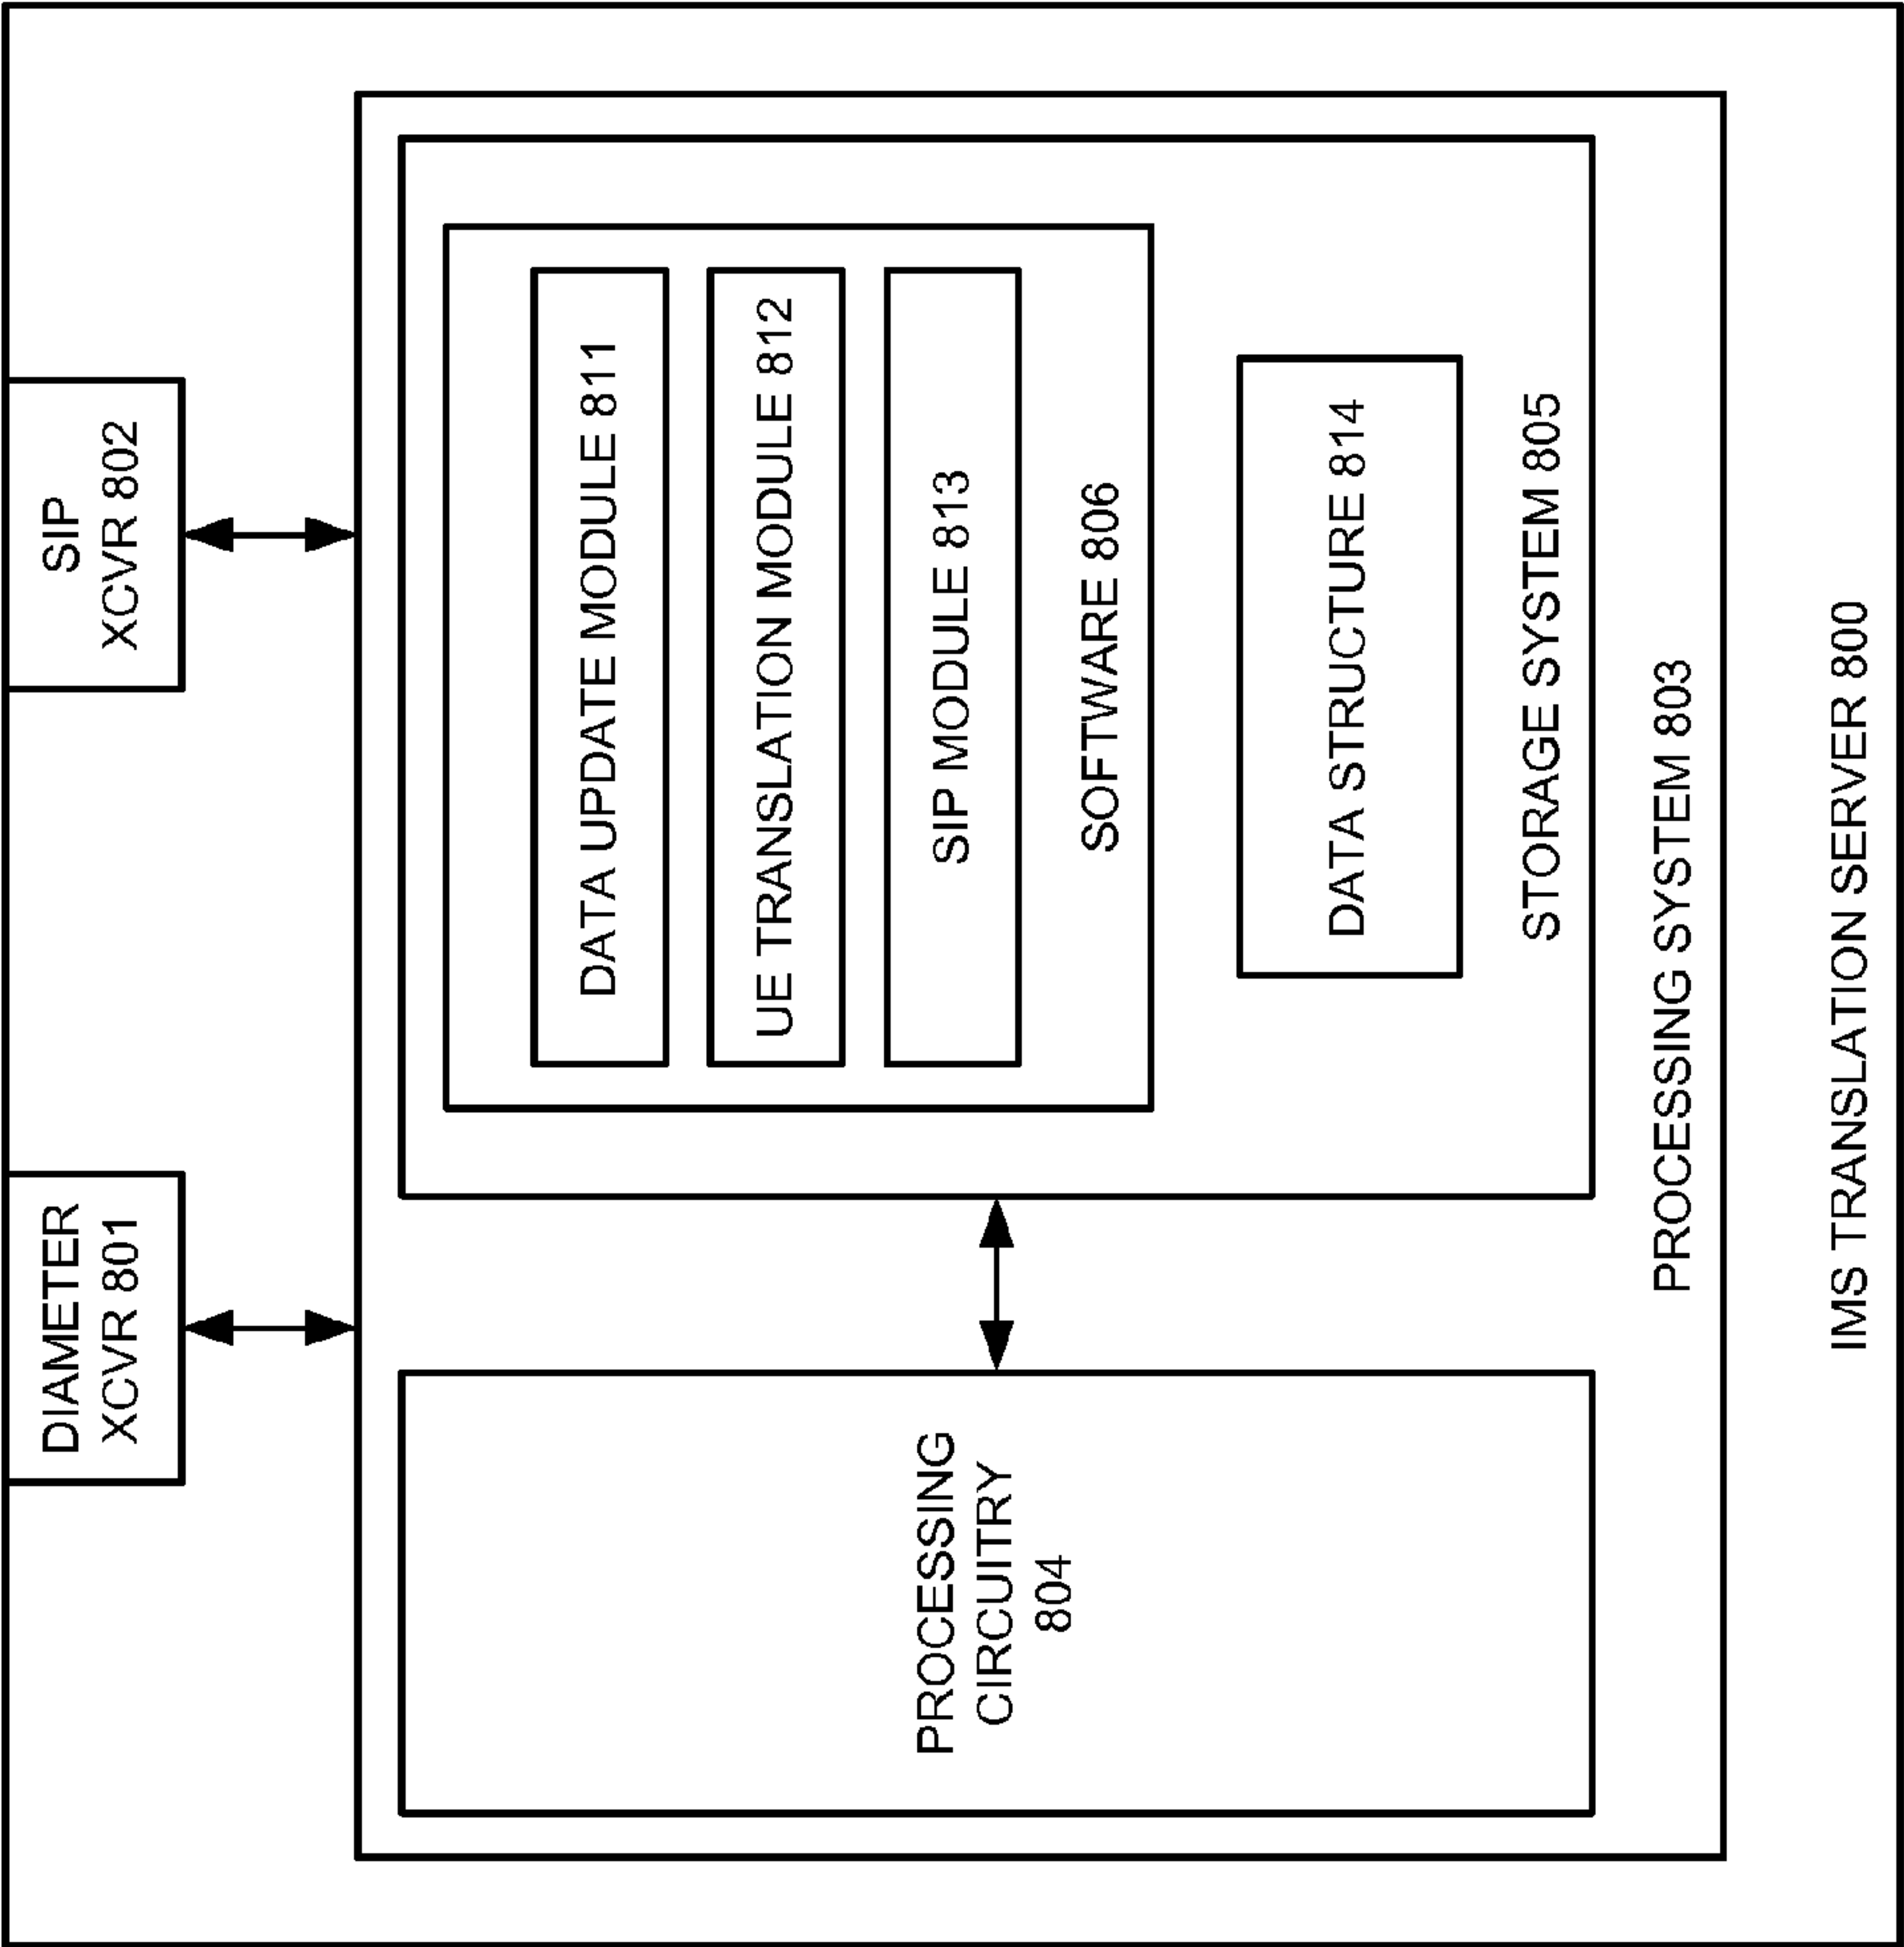 DIAMETER
XCVR 801
SIP
XCVR 802
PROCESSING
CIRCUITRY
804
DATA UPDATE MODULE 811
UE TRANSLATION MODULE 812
SIP MODULE 813
SOFTWARE 806
DATA STRUCTURE 814
STORAGE SYSTEM 805
PROCESSING SYSTEM 803
IMS TRANSLATION SERVER 800